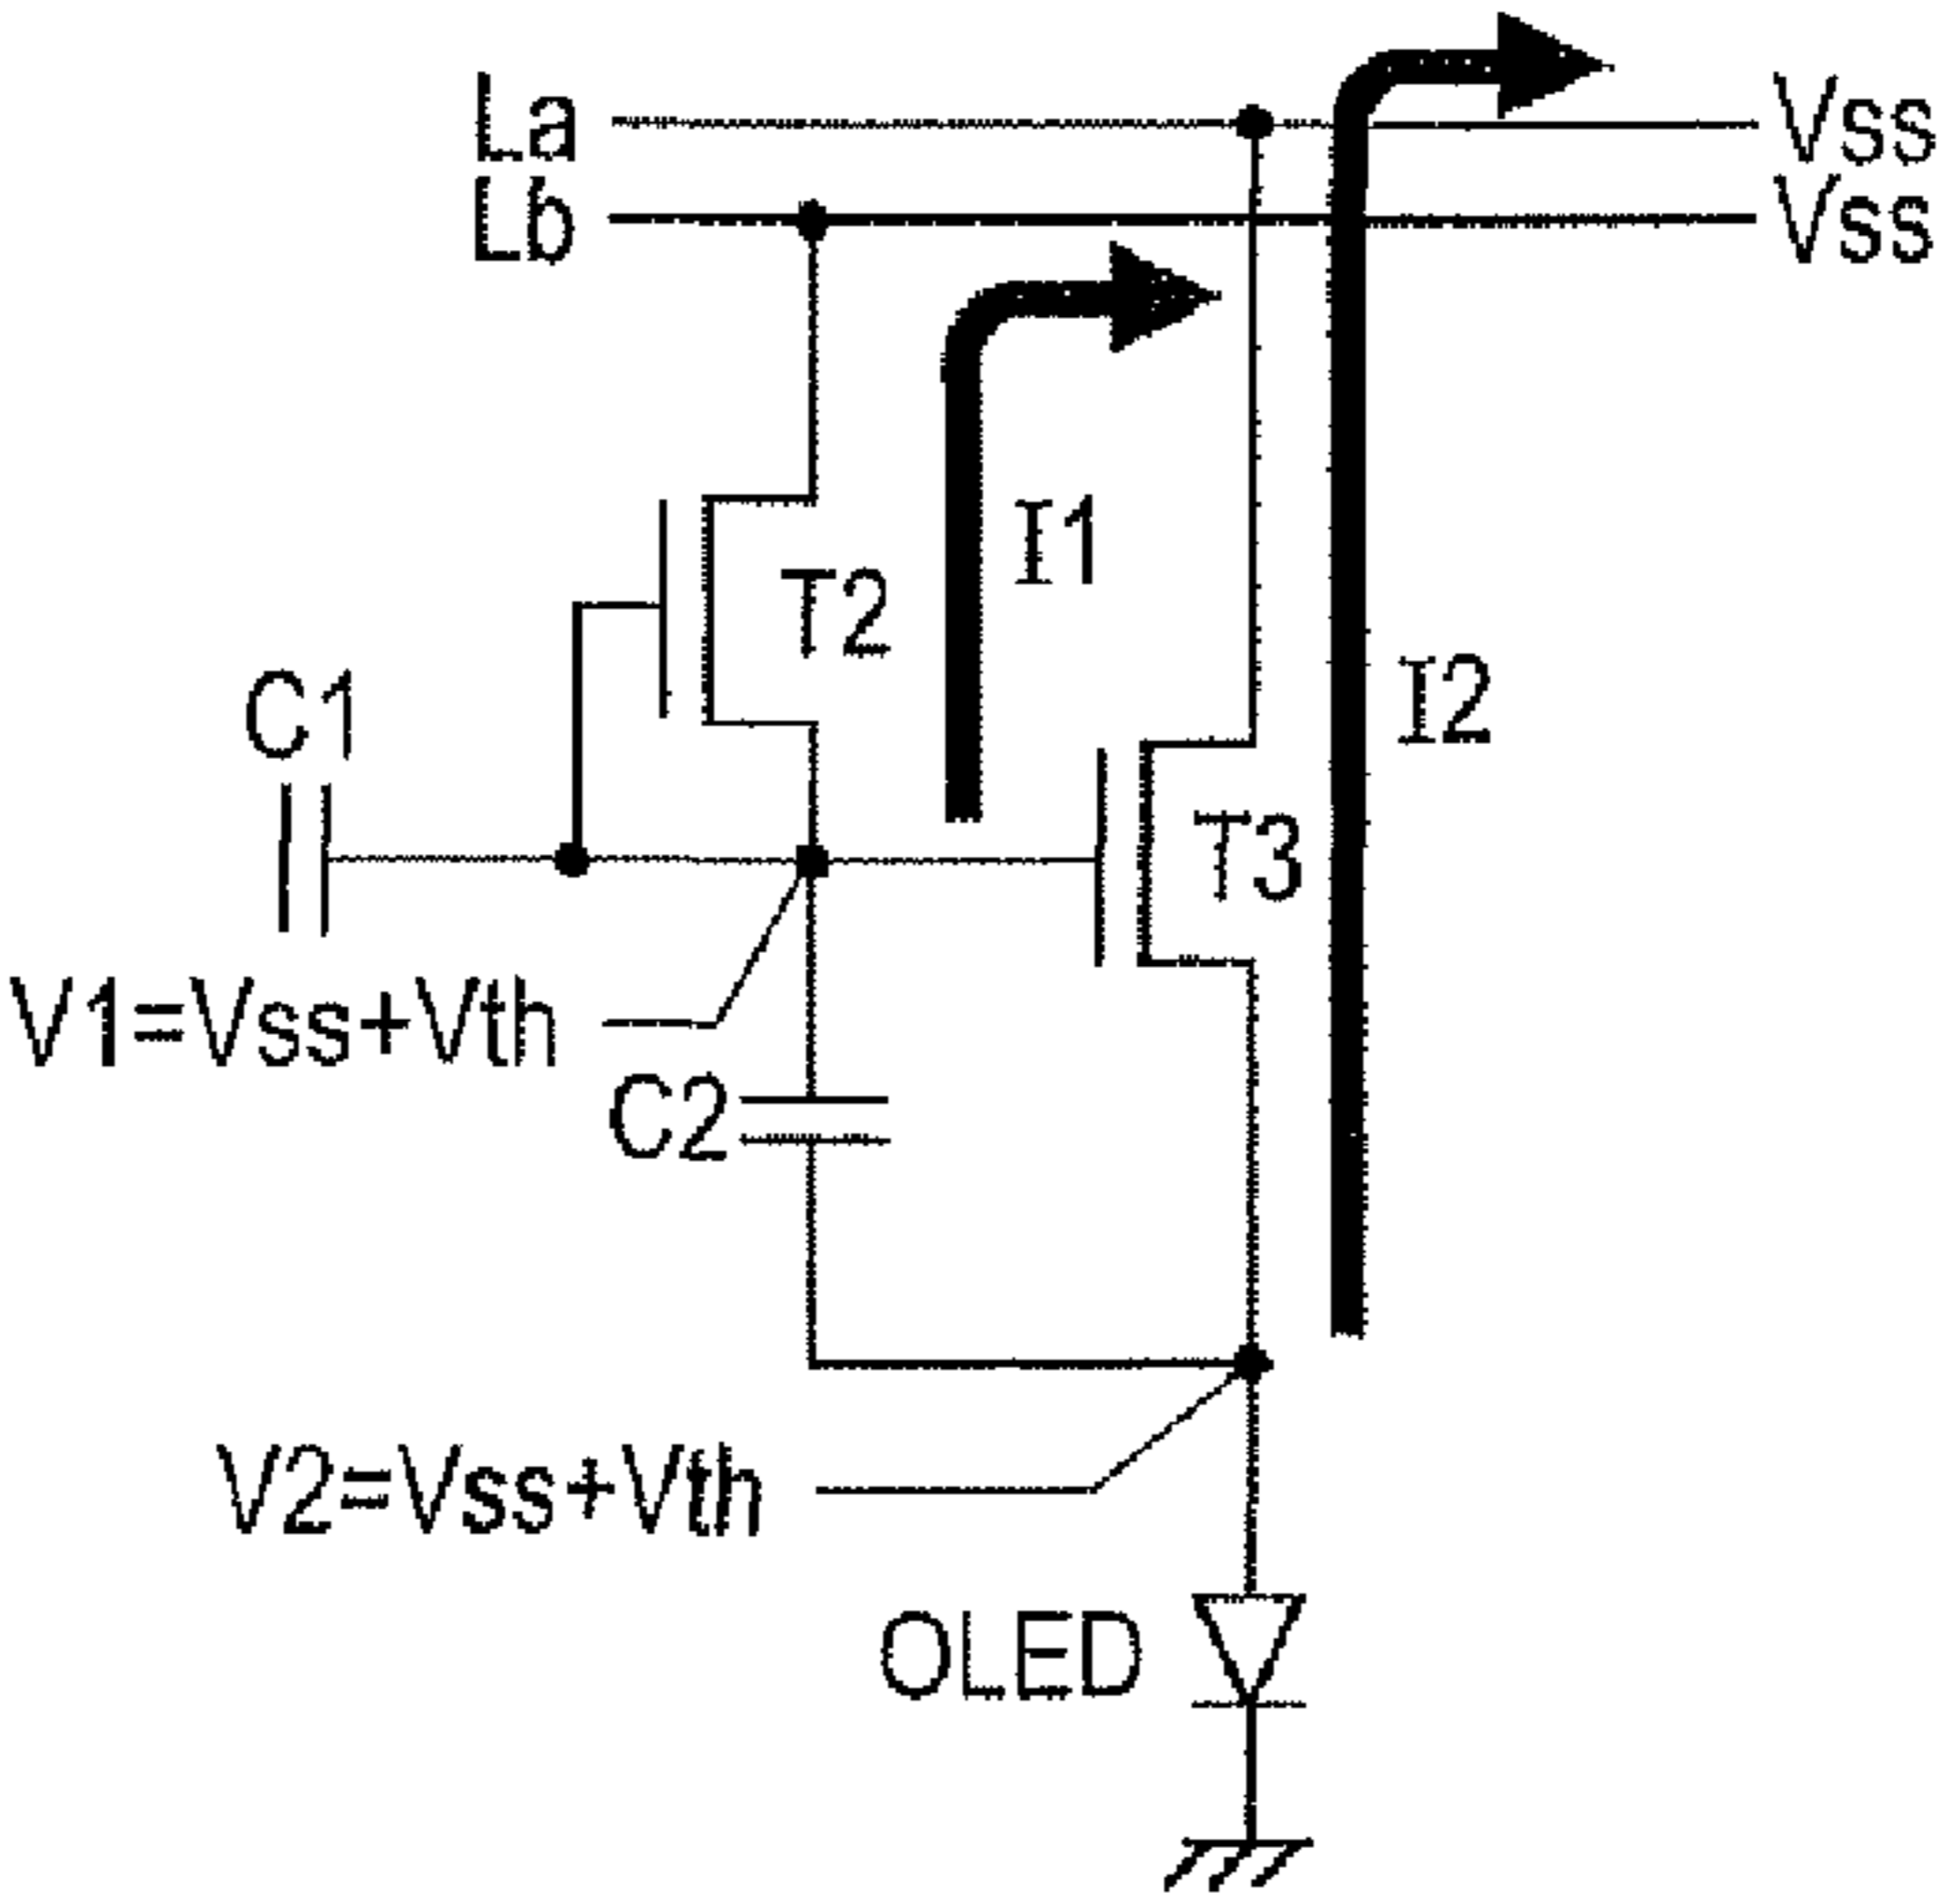 La
Vss
Lb
Vss
I1
T2
I2
C1
T3
V1=Vss+Vth
C2
V2=Vss+Vth
OLED